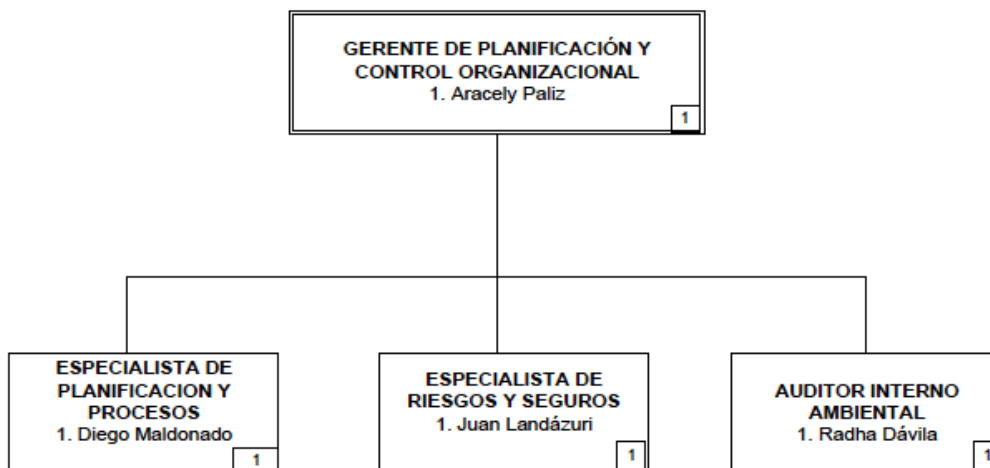 GERENTE DE PLANIFICACIÓN Y
CONTROL ORGANIZACIONAL
1. Aracely Paliz
1
ESPECIALISTA DE
PLANIFICACION Y
PROCESOS
1. Diego Maldonado
1
ESPECIALISTA DE
RIESGOS Y SEGUROS
1. Juan Landázuri
1
AUDITOR INTERNO
AMBIENTAL
1. Radha Dávila
1